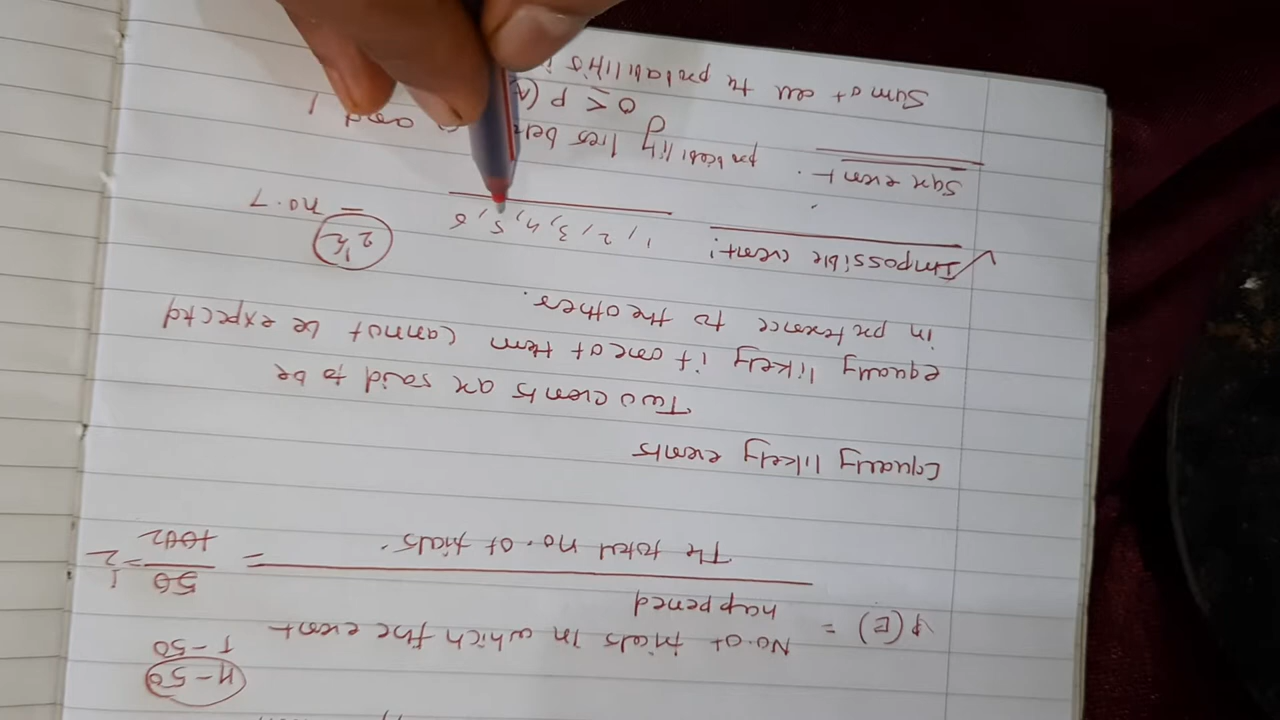 H-50
T-50
No. of trials in which the event
P(E) =
happened
The total no. of trials.
= 50/100 2 = 1/2
Equally likely events
Two events are said to be
equally likely if one of them cannot be expected
in preference to the others.
Impossible event: 1, 2, 3, 4, 5, 6 = no. 7
Sure event. probability lies bet and 1
0 ≤ P(
Sum of all the probabilities